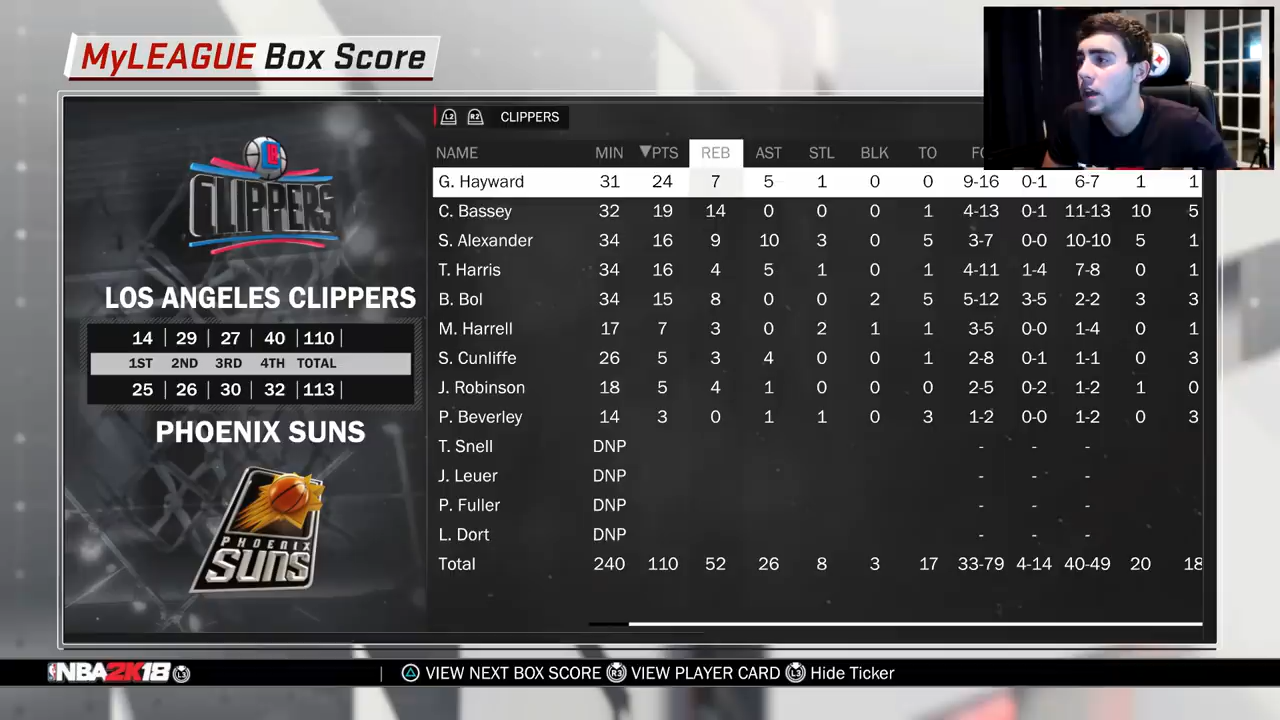 MyLEAGUE Box Score
CLIPPERS
LOS ANGELES CLIPPERS
14 29 27 40 110
1ST 2ND 3RD 4TH TOTAL
25 26 30 32 113
PHOENIX SUNS
PHOENIX
SUNS
L2 R2 CLIPPERS
NAME MIN PTS REB AST STL BLK TO
G. Hayward 31 24 7 5 1 0 0 9-16 0-1 6-7 1 1
C. Bassey 32 19 14 0 0 0 1 4-13 0-1 11-13 10 5
S. Alexander 34 16 9 10 3 0 5 3-7 0-0 10-10 5 1
T. Harris 34 16 4 5 1 0 1 4-11 1-4 7-8 0 1
B. Bol 34 15 8 0 0 2 5 5-12 3-5 2-2 3 3
M. Harrell 17 7 3 0 2 1 1 3-5 0-0 1-4 0 1
S. Cunliffe 26 5 3 4 0 0 1 2-8 0-1 1-1 0 3
J. Robinson 18 5 4 1 0 0 0 2-5 0-2 1-2 1 0
P. Beverley 14 3 0 1 1 0 3 1-2 0-0 1-2 0 3
T. Snell DNP - - -
J. Leuer DNP - - -
P. Fuller DNP - - -
L. Dort DNP - - -
Total 240 110 52 26 8 3 17 33-79 4-14 40-49 20 18
NBA2K18 L3 VIEW NEXT BOX SCORE R3 VIEW PLAYER CARD L3 Hide Ticker